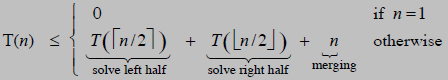 T(n) ≤ { 0 if n = 1
T(⌈n/2⌉) + T(⌊n/2⌋) + n otherwise
solve left half solve right half merging